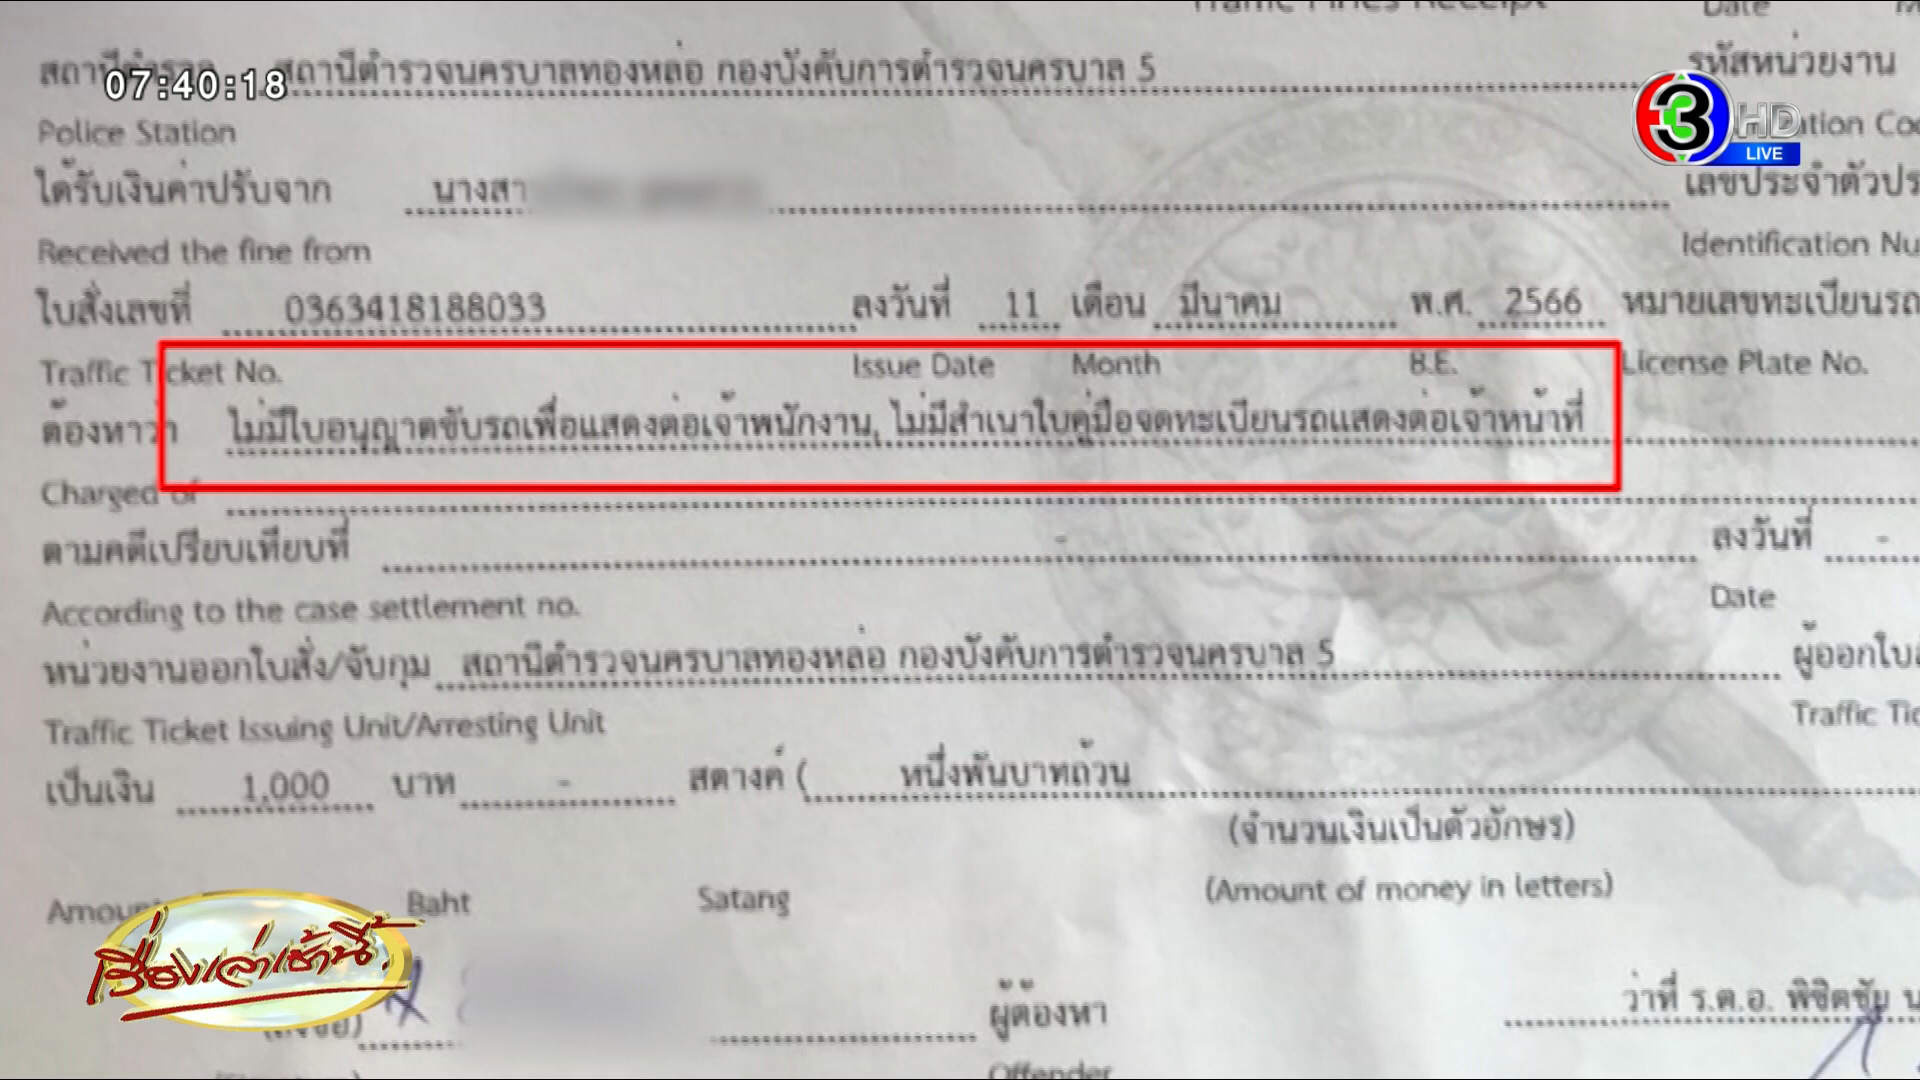 Traffic Fines Receipt Date
สถานีตำรวจ สถานีตำรวจนครบาลทองหล่อ กองบังคับการตำรวจนครบาล 5 รหัสหน่วยงาน
07:40:18
3 HD
LIVE
Police Station
ได้รับเงินค่าปรับจาก นางสา เลขประจำตัวประ
Received the fine from Identification Nu
ใบสั่งเลขที่ 0363418188033 ลงวันที่ 11 เดือน มีนาคม พ.ศ. 2566 หมายเลขทะเบียนรถ
Traffic Ticket No. Issue Date Month B.E. License Plate No.
ต้องหาว่า ไม่มีใบอนุญาตขับรถเพื่อแสดงต่อเจ้าพนักงาน, ไม่มีสำเนาใบคู่มือจดทะเบียนรถแสดงต่อเจ้าหน้าที่
Charged of
ตามคดีเปรียบเทียบที่ - ลงวันที่ -
According to the case settlement no. Date
หน่วยงานออกใบสั่ง/จับกุม สถานีตำรวจนครบาลทองหล่อ กองบังคับการตำรวจนครบาล 5 ผู้ออกใบส
Traffic Ticket Issuing Unit/Arresting Unit Traffic Tic
เป็นเงิน 1,000 บาท - สตางค์ ( หนึ่งพันบาทถ้วน
(จำนวนเงินเป็นตัวอักษร)
Amount Baht Satang (Amount of money in letters)
เรื่องเล่าเช้านี้
ผู้ต้องหา ว่าที่ ร.ต.อ. พิชิตชัย
Offender